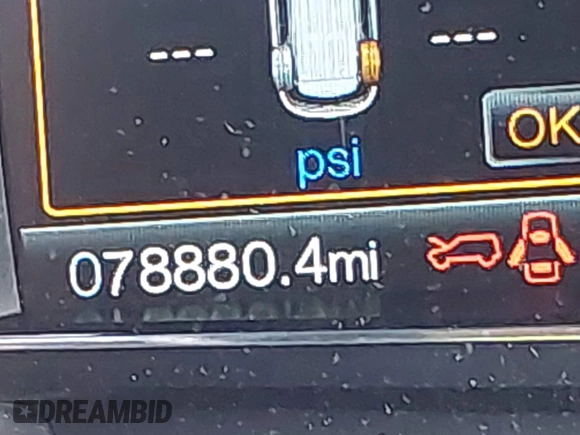 --- ---
psi
OK
078880.4mi
DREAMBID